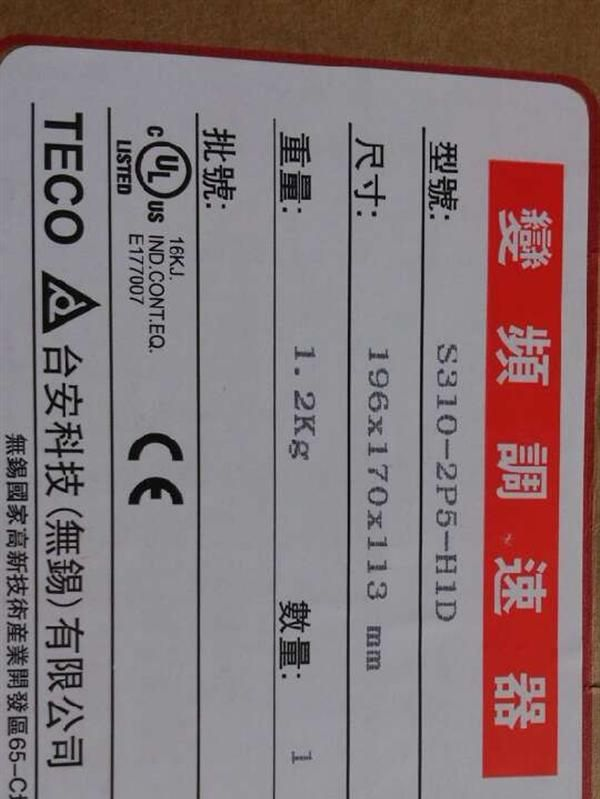 變頻調速器
型號: S310-2P5-H1D
尺寸: 196x170x113 mm
重量: 1.2Kg 數量: 1
批號:
C UL US
LISTED
16KJ.
IND.CONT.EQ.
E177007
CE
TECO 台安科技(無錫)有限公司
無錫國家高新技術產業開發區65-C